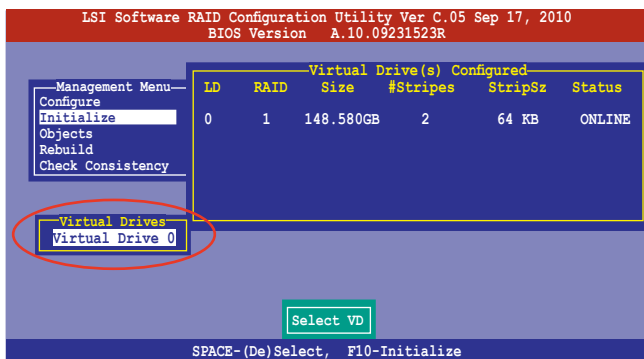 LSI Software RAID Configuration Utility Ver C.05 Sep 17, 2010
BIOS Version A.10.09231523R
Virtual Drive(s) Configured
LD RAID Size #Stripes StripSz Status
0 1 148.580GB 2 64 KB ONLINE
Management Menu
Configure
Initialize
Objects
Rebuild
Check Consistency
Virtual Drives
Virtual Drive 0
Select VD
SPACE-(De)Select, F10-Initialize